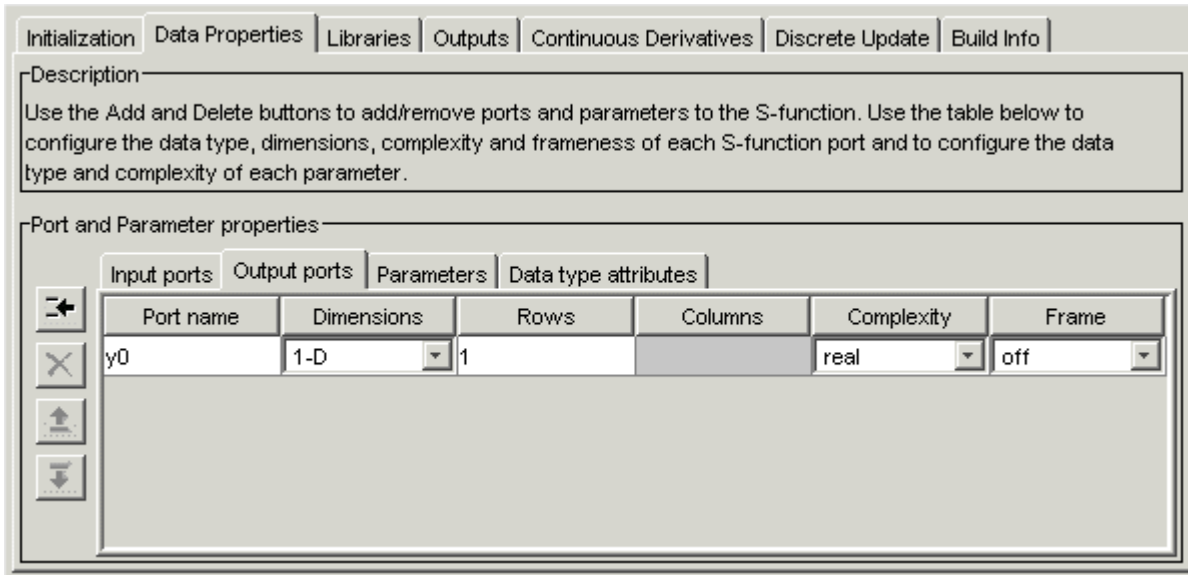 Initialization Data Properties Libraries Outputs Continuous Derivatives Discrete Update Build Info
Description
Use the Add and Delete buttons to add/remove ports and parameters to the S-function. Use the table below to
configure the data type, dimensions, complexity and frameness of each S-function port and to configure the data
type and complexity of each parameter.
Port and Parameter properties
Input ports Output ports Parameters Data type attributes
Port name Dimensions Rows Columns Complexity Frame
y0 1-D 1 real off